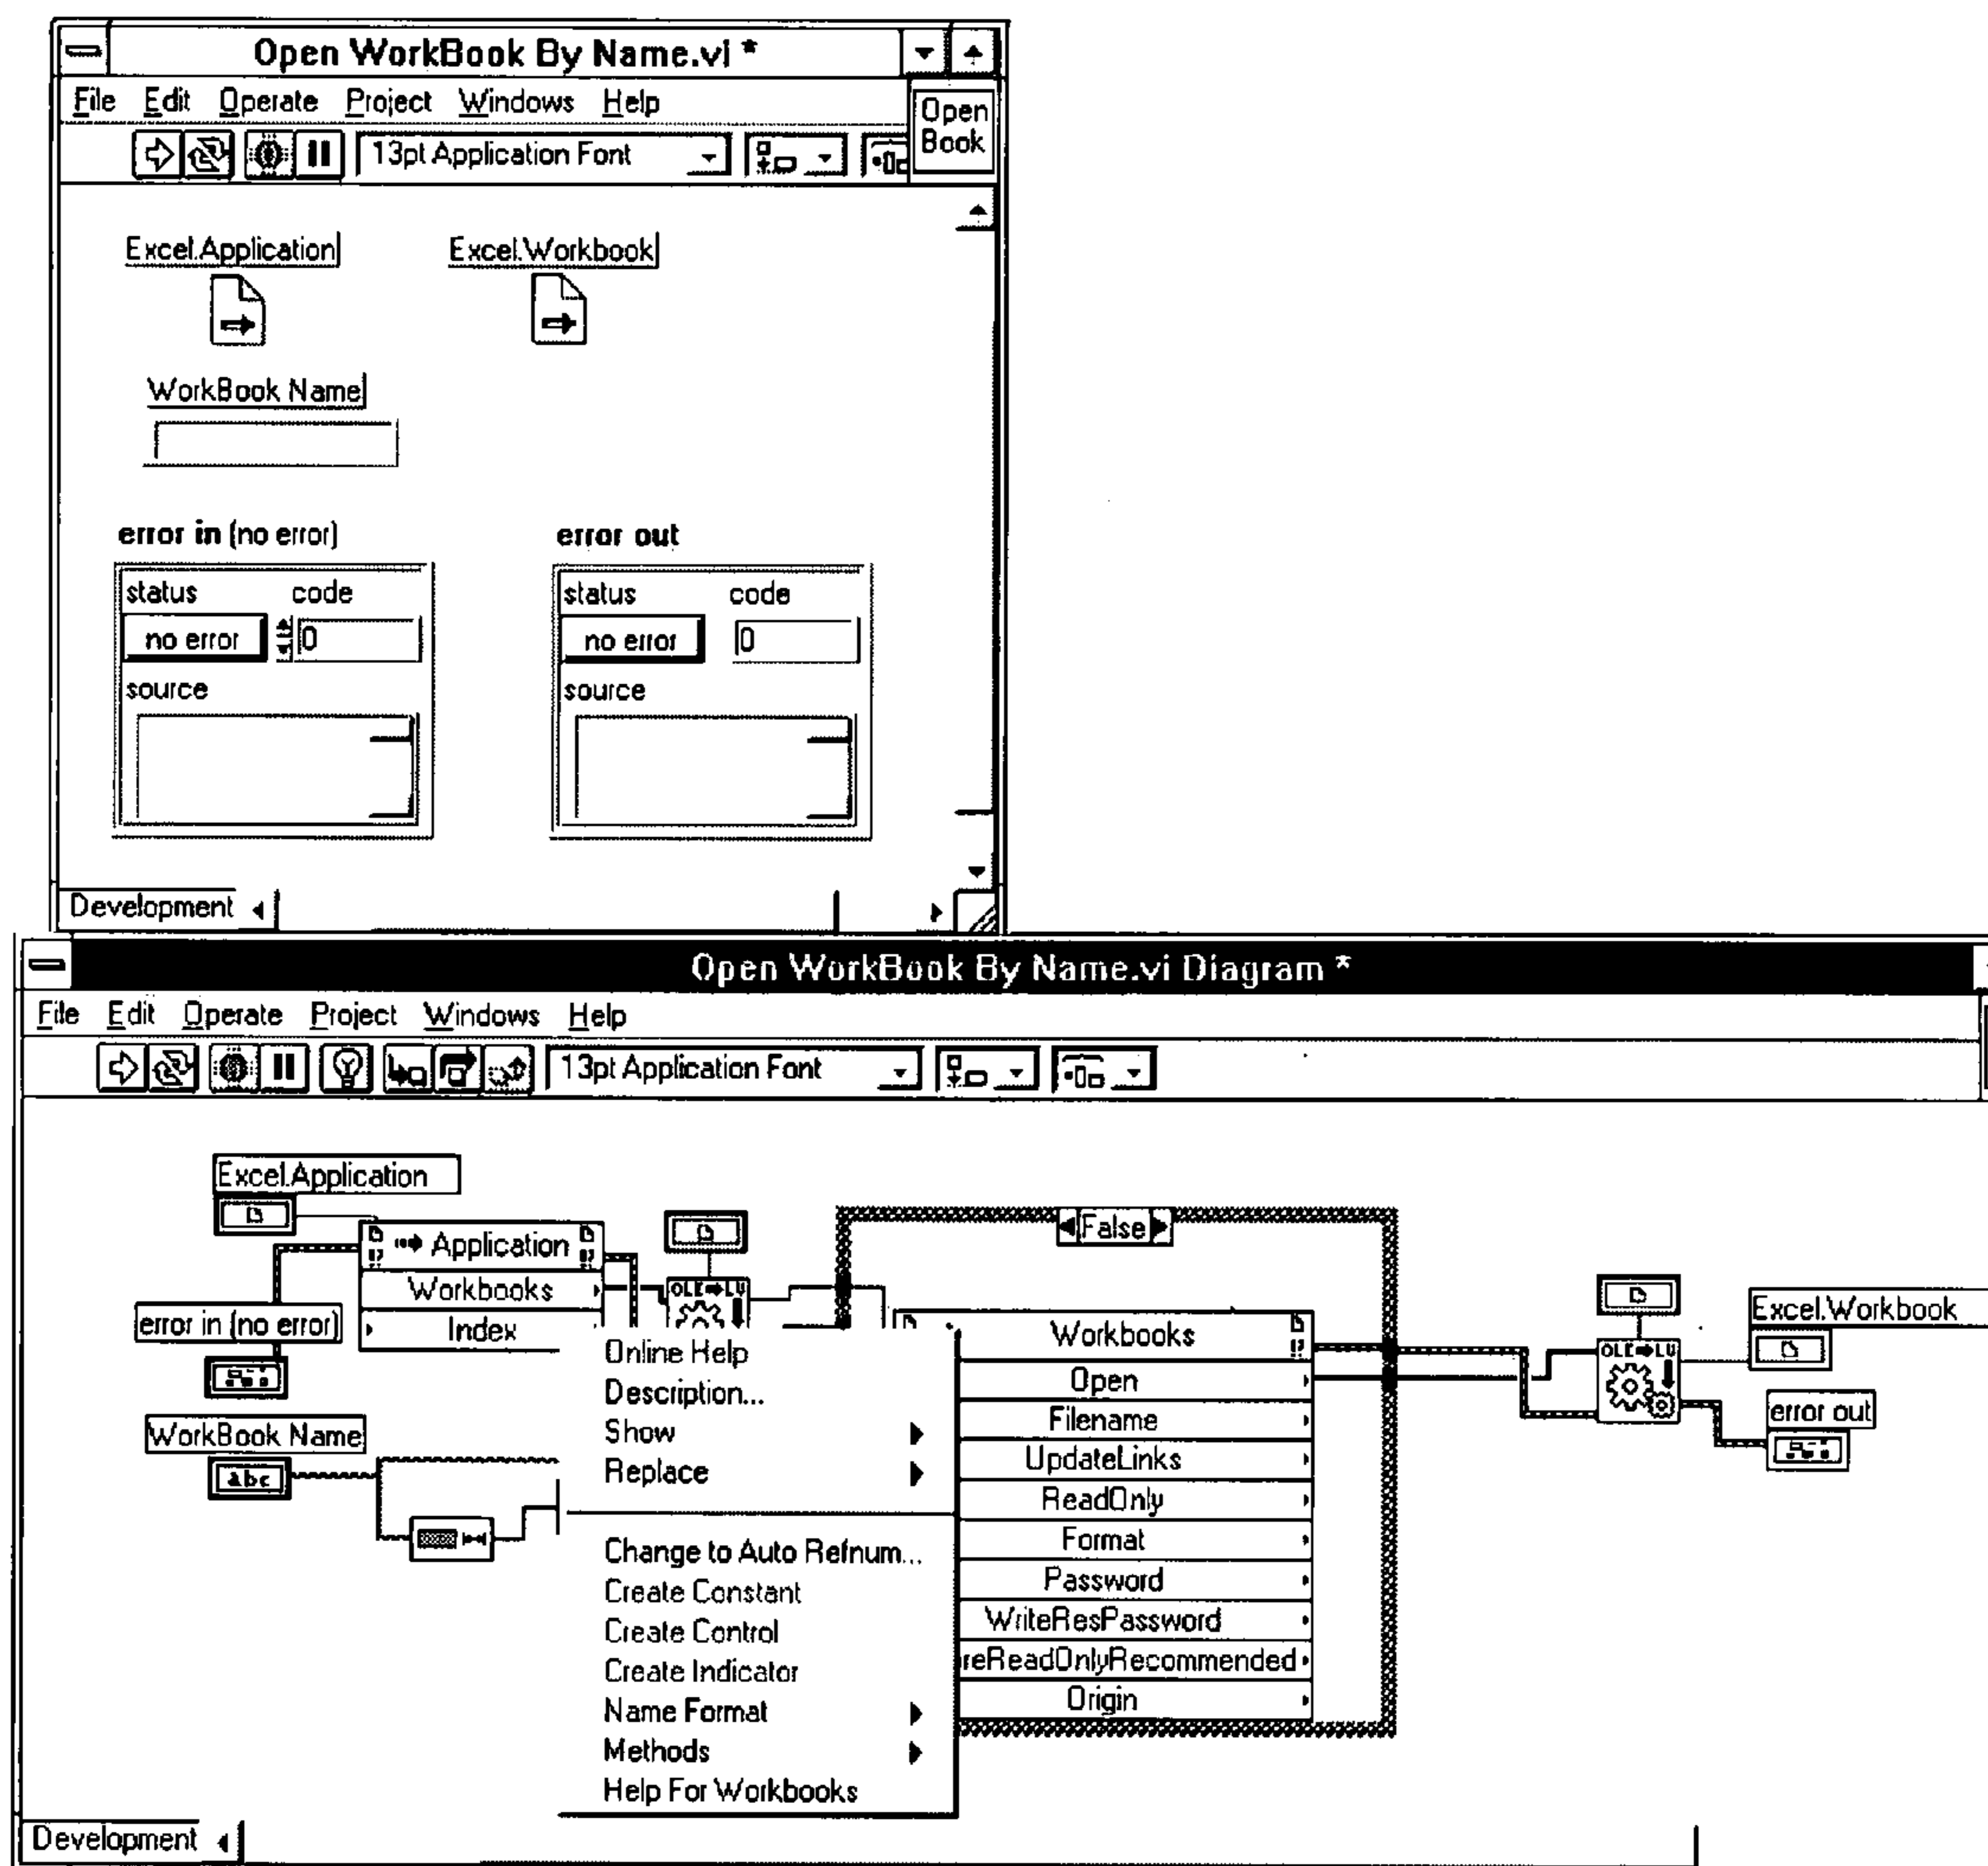 Open WorkBook By Name.vi *
File Edit Operate Project Windows Help
Open
Book
13pt Application Font
Excel.Application
Excel.Workbook
WorkBook Name
error in (no error)
error out
status code
no error 0
source
status code
no error 0
source
Development
Open WorkBook By Name.vi Diagram *
File Edit Operate Project Windows Help
13pt Application Font
Excel.Application
Application
Workbooks
Index
error in (no error)
WorkBook Name
abc
OLE LV
False
Online Help
Description...
Show
Replace
Change to Auto Refnum...
Create Constant
Create Control
Create Indicator
Name Format
Methods
Help For Workbooks
Workbooks
Open
Filename
UpdateLinks
ReadOnly
Format
Password
WriteResPassword
reReadOnlyRecommended
Origin
OLE LV
Excel.Workbook
error out
Development